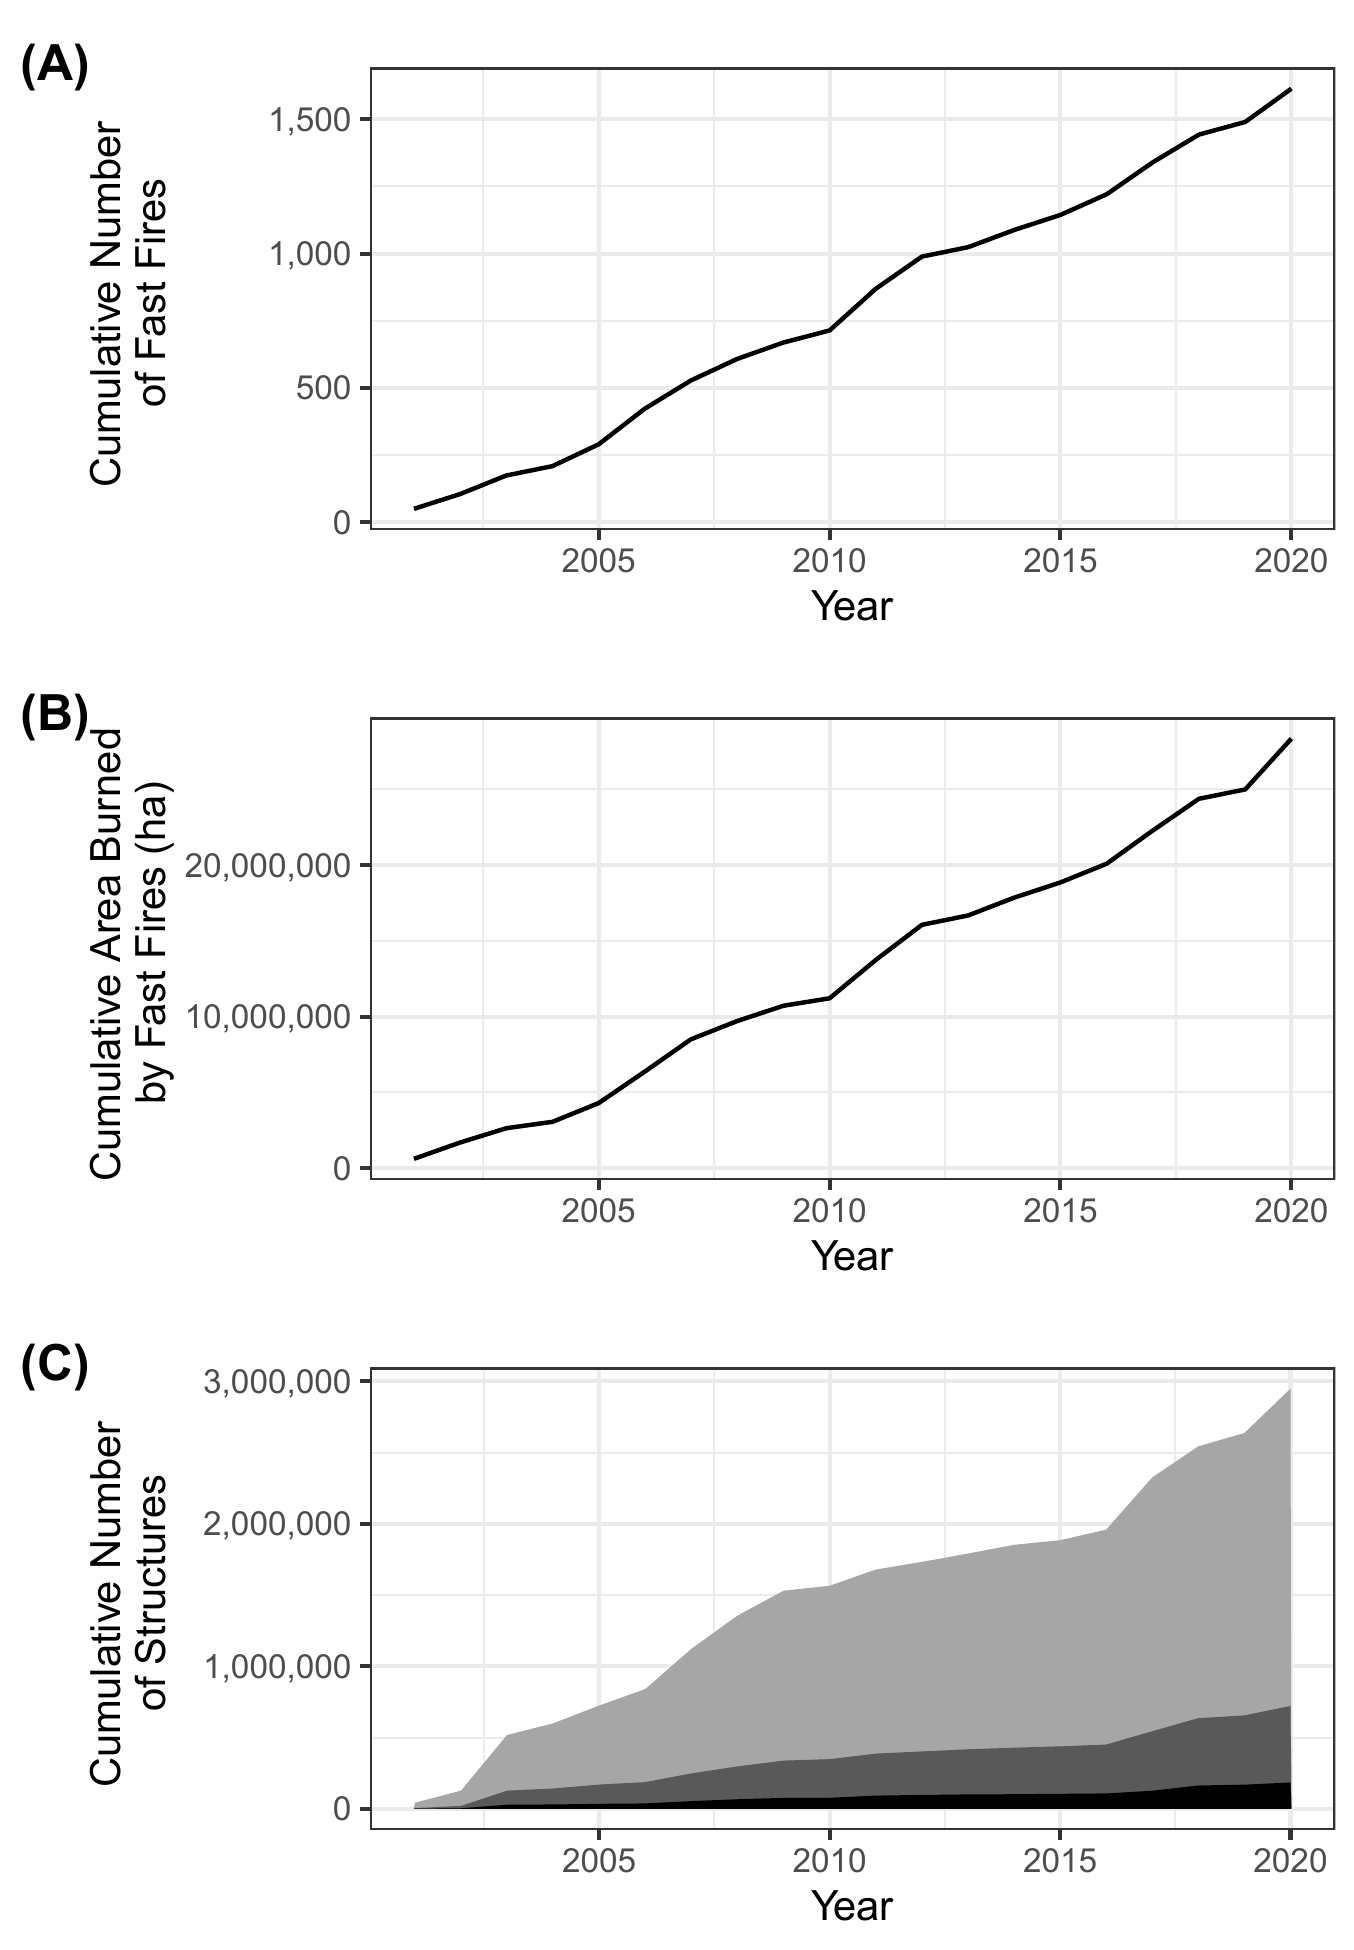 (A)
Cumulative Number
of Fast Fires
1,500
1,000
500
0
2005 2010 2015 2020
Year
(B)
Cumulative Area Burned
by Fast Fires (ha)
20,000,000
10,000,000
0
2005 2010 2015 2020
Year
(C)
Cumulative Number
of Structures
3,000,000
2,000,000
1,000,000
0
2005 2010 2015 2020
Year